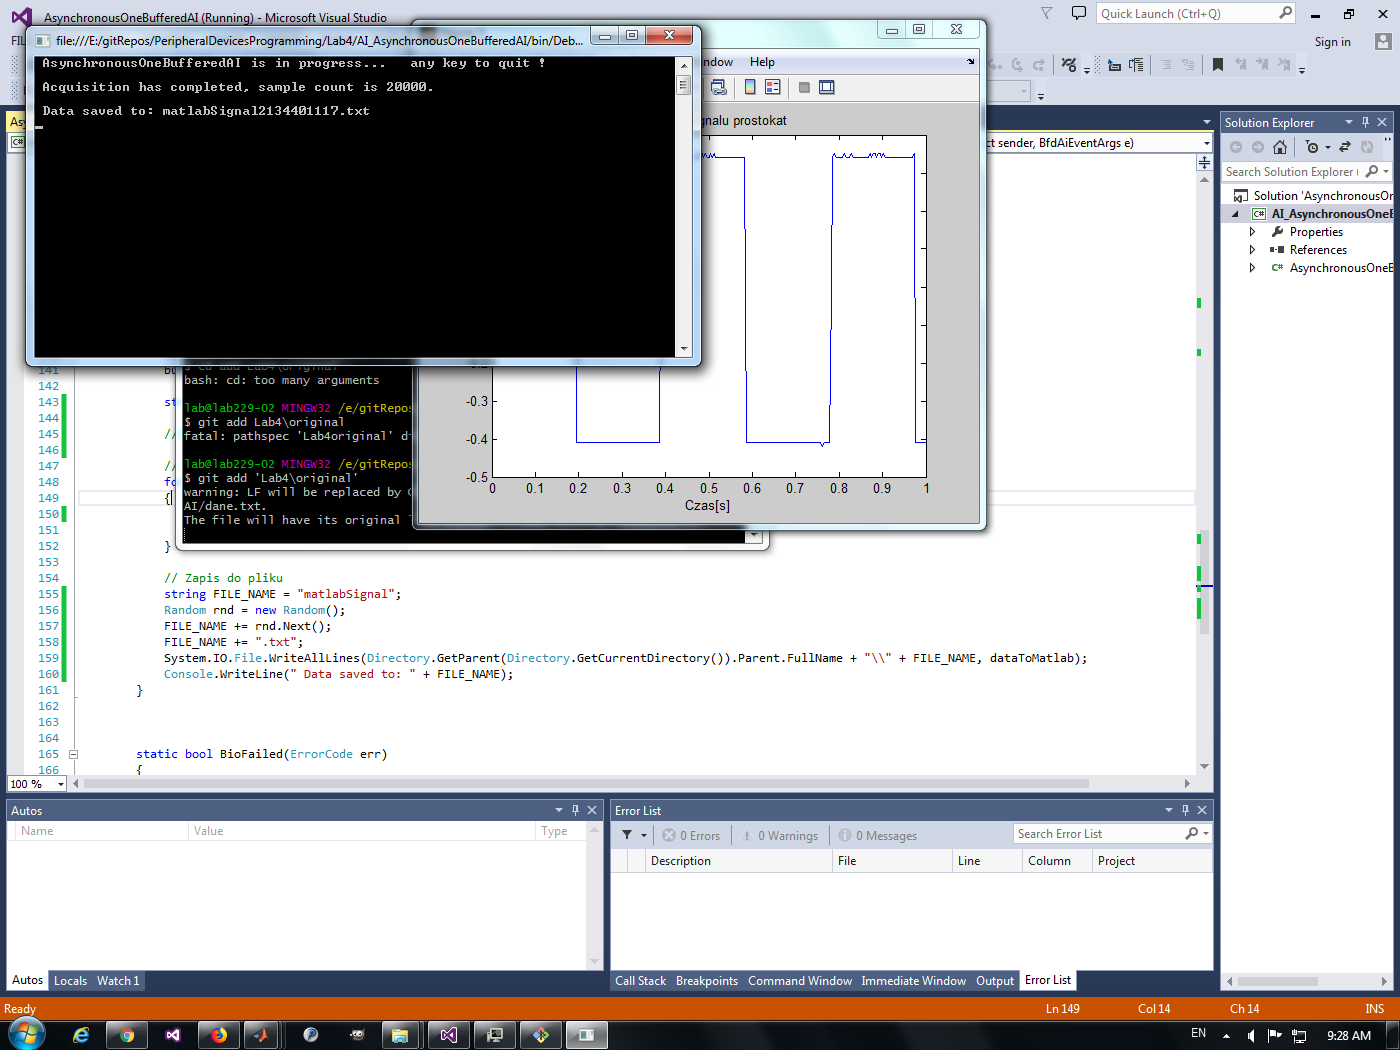 AsynchronousOneBufferedAI (Running) - Microsoft Visual Studio
Quick Launch (Ctrl+Q)
Sign in
file:///E:/gitRepos/PeripheralDevicesProgramming/Lab4/AI_AsynchronousOneBufferedAI/bin/Deb...
AsynchronousOneBufferedAI is in progress... any key to quit !
Acquisition has completed, sample count is 20000.
Data saved to: matlabSignal2134401117.txt
Help
prostokat
ct sender, BfdAiEventArgs e)
Solution Explorer
Search Solution Explorer
Solution 'AsynchronousOn
AI_AsynchronousOneB
Properties
References
AsynchronousOneB
-0.3
-0.4
-0.5
0 0.1 0.2 0.3 0.4 0.5 0.6 0.7 0.8 0.9 1
Czas[s]
bash: cd: too many arguments
lab@lab229-02 MINGW32 /e/gitRepos
$ git add Lab4\original
fatal: pathspec 'Lab4original' d
lab@lab229-02 MINGW32 /e/gitRepos
$ git add 'Lab4\original'
warning: LF will be replaced by
AI/dane.txt.
The file will have its original
141 bu
142
143 st
144
145 //
146
147 //
148 fo
149 {
150
151
152 }
153
154 // Zapis do pliku
155 string FILE_NAME = "matlabSignal";
156 Random rnd = new Random();
157 FILE_NAME += rnd.Next();
158 FILE_NAME += ".txt";
159 System.IO.File.WriteAllLines(Directory.GetParent(Directory.GetCurrentDirectory()).Parent.FullName + "\\" + FILE_NAME, dataToMatlab);
160 Console.WriteLine(" Data saved to: " + FILE_NAME);
161 }
162
163
164
165 static bool BioFailed(ErrorCode err)
166 {
100 %
Autos
Name Value Type
Autos Locals Watch 1
Error List
0 Errors 0 Warnings 0 Messages
Search Error List
Description File Line Column Project
Call Stack Breakpoints Command Window Immediate Window Output Error List
Ready Ln 149 Col 14 Ch 14 INS
EN
9:28 AM